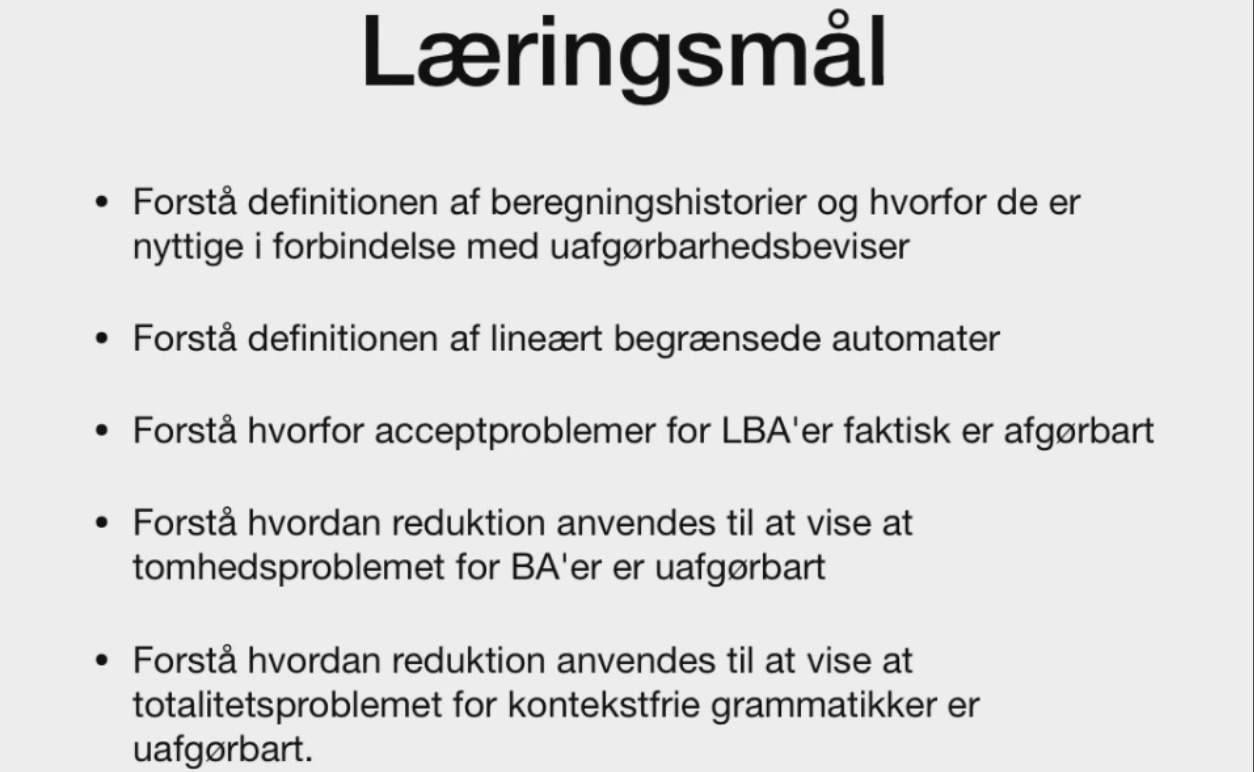 Læringsmål
• Forstå definitionen af beregningshistorier og hvorfor de er
nyttige i forbindelse med uafgørbarhedsbeviser
• Forstå definitionen af lineært begrænsede automater
• Forstå hvorfor acceptproblemer for LBA'er faktisk er afgørbart
• Forstå hvordan reduktion anvendes til at vise at
tomhedsproblemet for BA'er er uafgørbart
• Forstå hvordan reduktion anvendes til at vise at
totalitetsproblemet for kontekstfrie grammatikker er
uafgørbart.